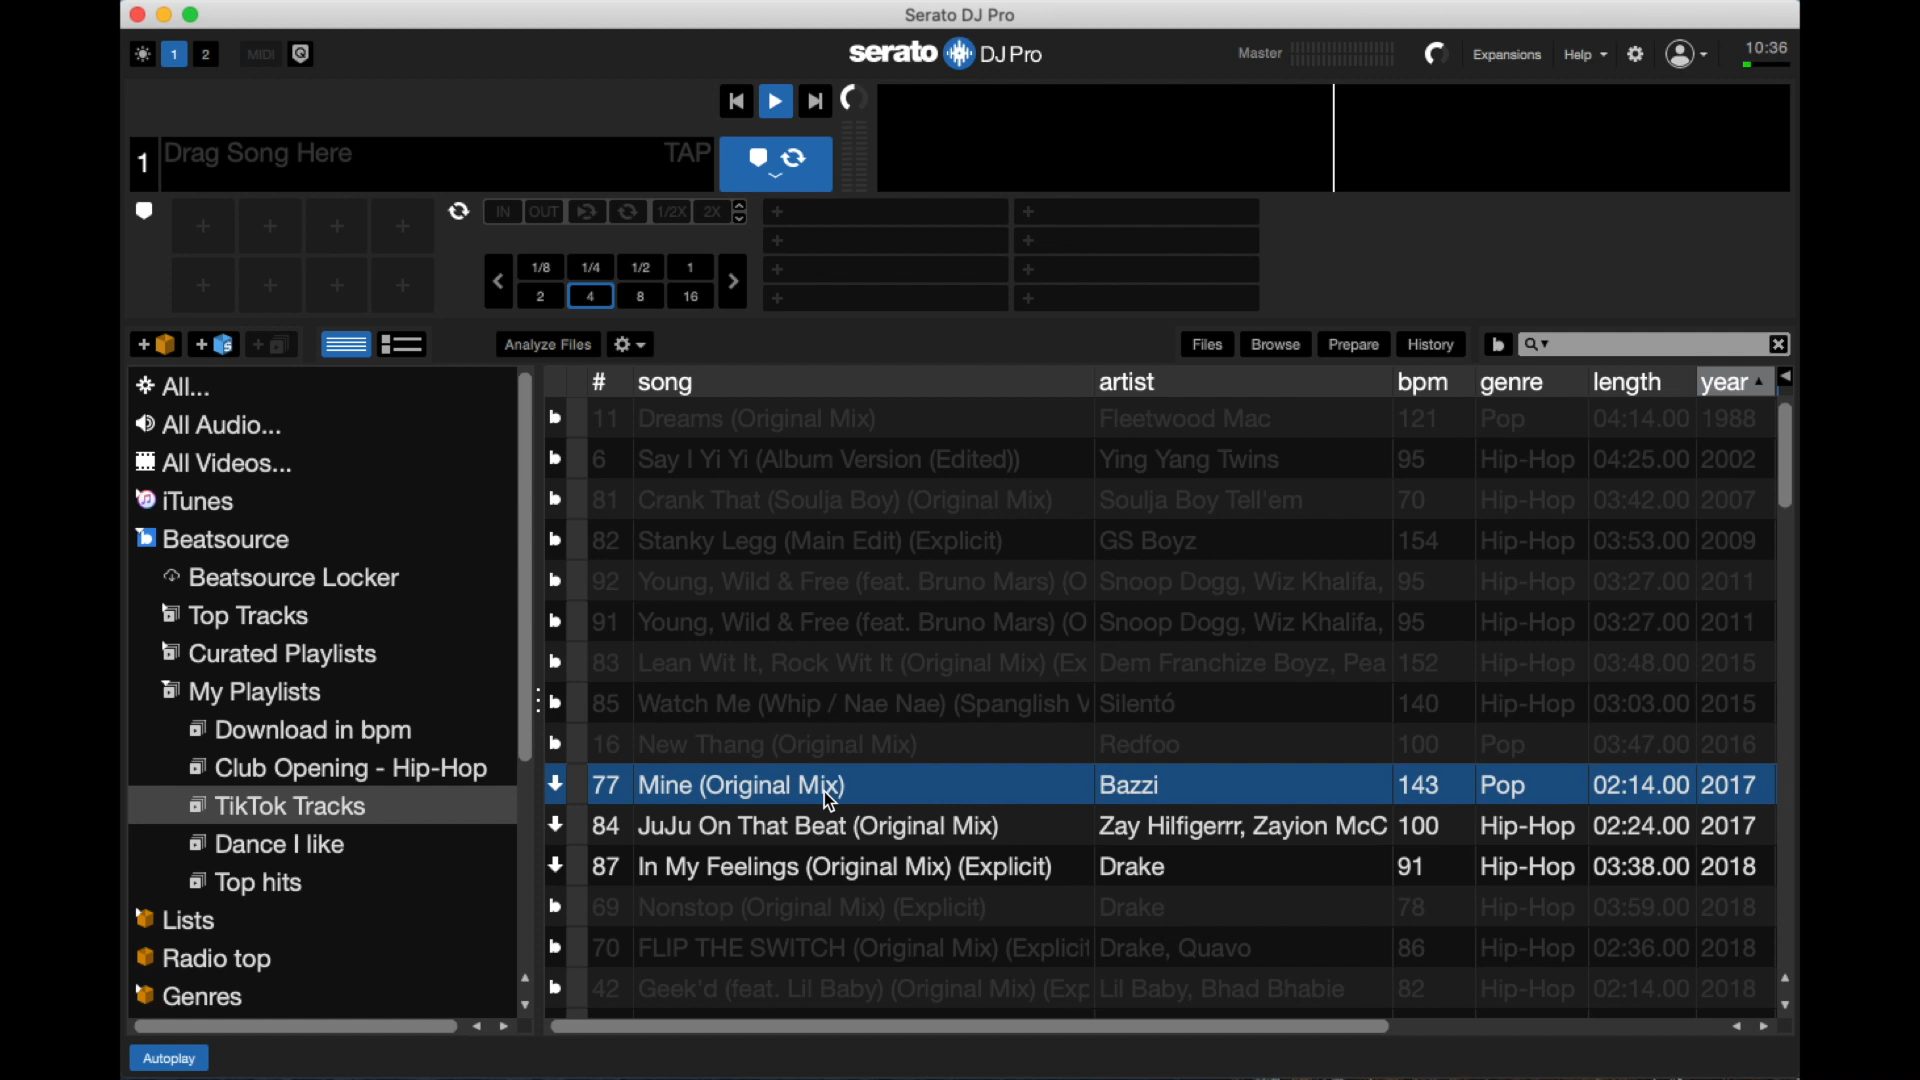 Serato DJ Pro
1 2 MIDI serato DJ Pro Master Expansions Help 10:36
1 Drag Song Here TAP
IN OUT 1/2X 2X
1/8 1/4 1/2 1
2 4 8 16
Analyze Files Files Browse Prepare History
All...
All Audio...
All Videos...
iTunes
Beatsource
Beatsource Locker
Top Tracks
Curated Playlists
My Playlists
Download in bpm
Club Opening - Hip-Hop
TikTok Tracks
Dance I like
Top hits
Lists
Radio top
Genres
# song artist bpm genre length year
11 Dreams (Original Mix) Fleetwood Mac 121 Pop 04:14.00 1988
6 Say I Yi Yi (Album Version (Edited)) Ying Yang Twins 95 Hip-Hop 04:25.00 2002
81 Crank That (Soulja Boy) (Original Mix) Soulja Boy Tell'em 70 Hip-Hop 03:42.00 2007
82 Stanky Legg (Main Edit) (Explicit) GS Boyz 154 Hip-Hop 03:53.00 2009
92 Young, Wild & Free (feat. Bruno Mars) (O Snoop Dogg, Wiz Khalifa, 95 Hip-Hop 03:27.00 2011
91 Young, Wild & Free (feat. Bruno Mars) (O Snoop Dogg, Wiz Khalifa, 95 Hip-Hop 03:27.00 2011
83 Lean Wit It, Rock Wit It (Original Mix) (Ex Dem Franchize Boyz, Pea 152 Hip-Hop 03:48.00 2015
85 Watch Me (Whip / Nae Nae) (Spanglish V Silentó 140 Hip-Hop 03:03.00 2015
16 New Thang (Original Mix) Redfoo 100 Pop 03:47.00 2016
77 Mine (Original Mix) Bazzi 143 Pop 02:14.00 2017
84 JuJu On That Beat (Original Mix) Zay Hilfigerrr, Zayion McC 100 Hip-Hop 02:24.00 2017
87 In My Feelings (Original Mix) (Explicit) Drake 91 Hip-Hop 03:38.00 2018
69 Nonstop (Original Mix) (Explicit) Drake 78 Hip-Hop 03:59.00 2018
70 FLIP THE SWITCH (Original Mix) (Explicit Drake, Quavo 86 Hip-Hop 02:36.00 2018
42 Geek'd (feat. Lil Baby) (Original Mix) (Exp Lil Baby, Bhad Bhabie 82 Hip-Hop 02:14.00 2018
Autoplay